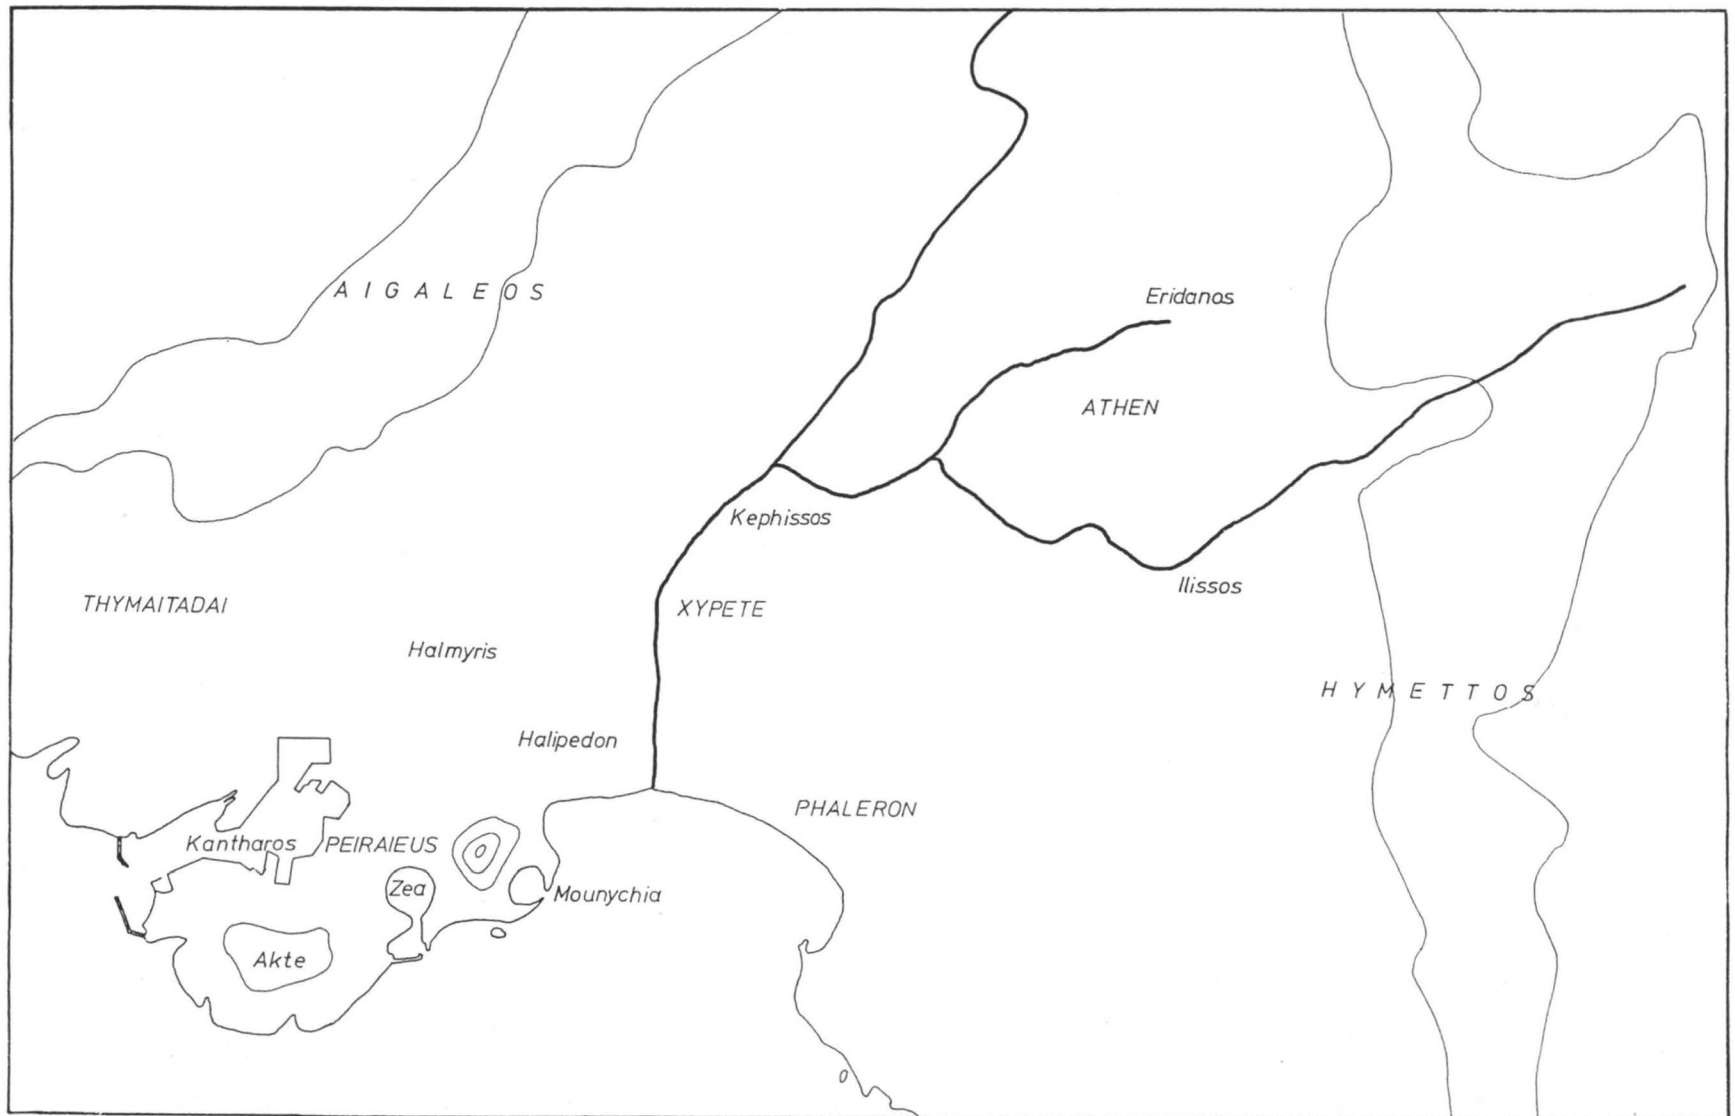 AIGALEOS
Eridanos
ATHEN
Kephissos
Ilissos
THYMAITADAI
XYPETE
Halmyris
HYMETTOS
Halipedon
PHALERON
Kantharos
PEIRAIEUS
Zea
Mounychia
Akte